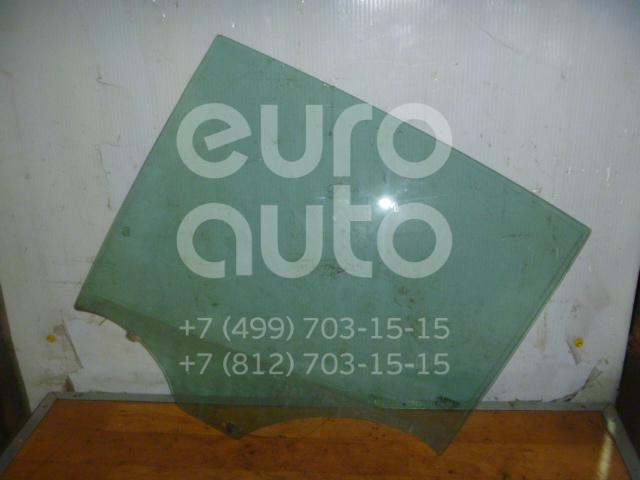 euro
auto
+7 (499) 703-15-15
+7 (812) 703-15-15